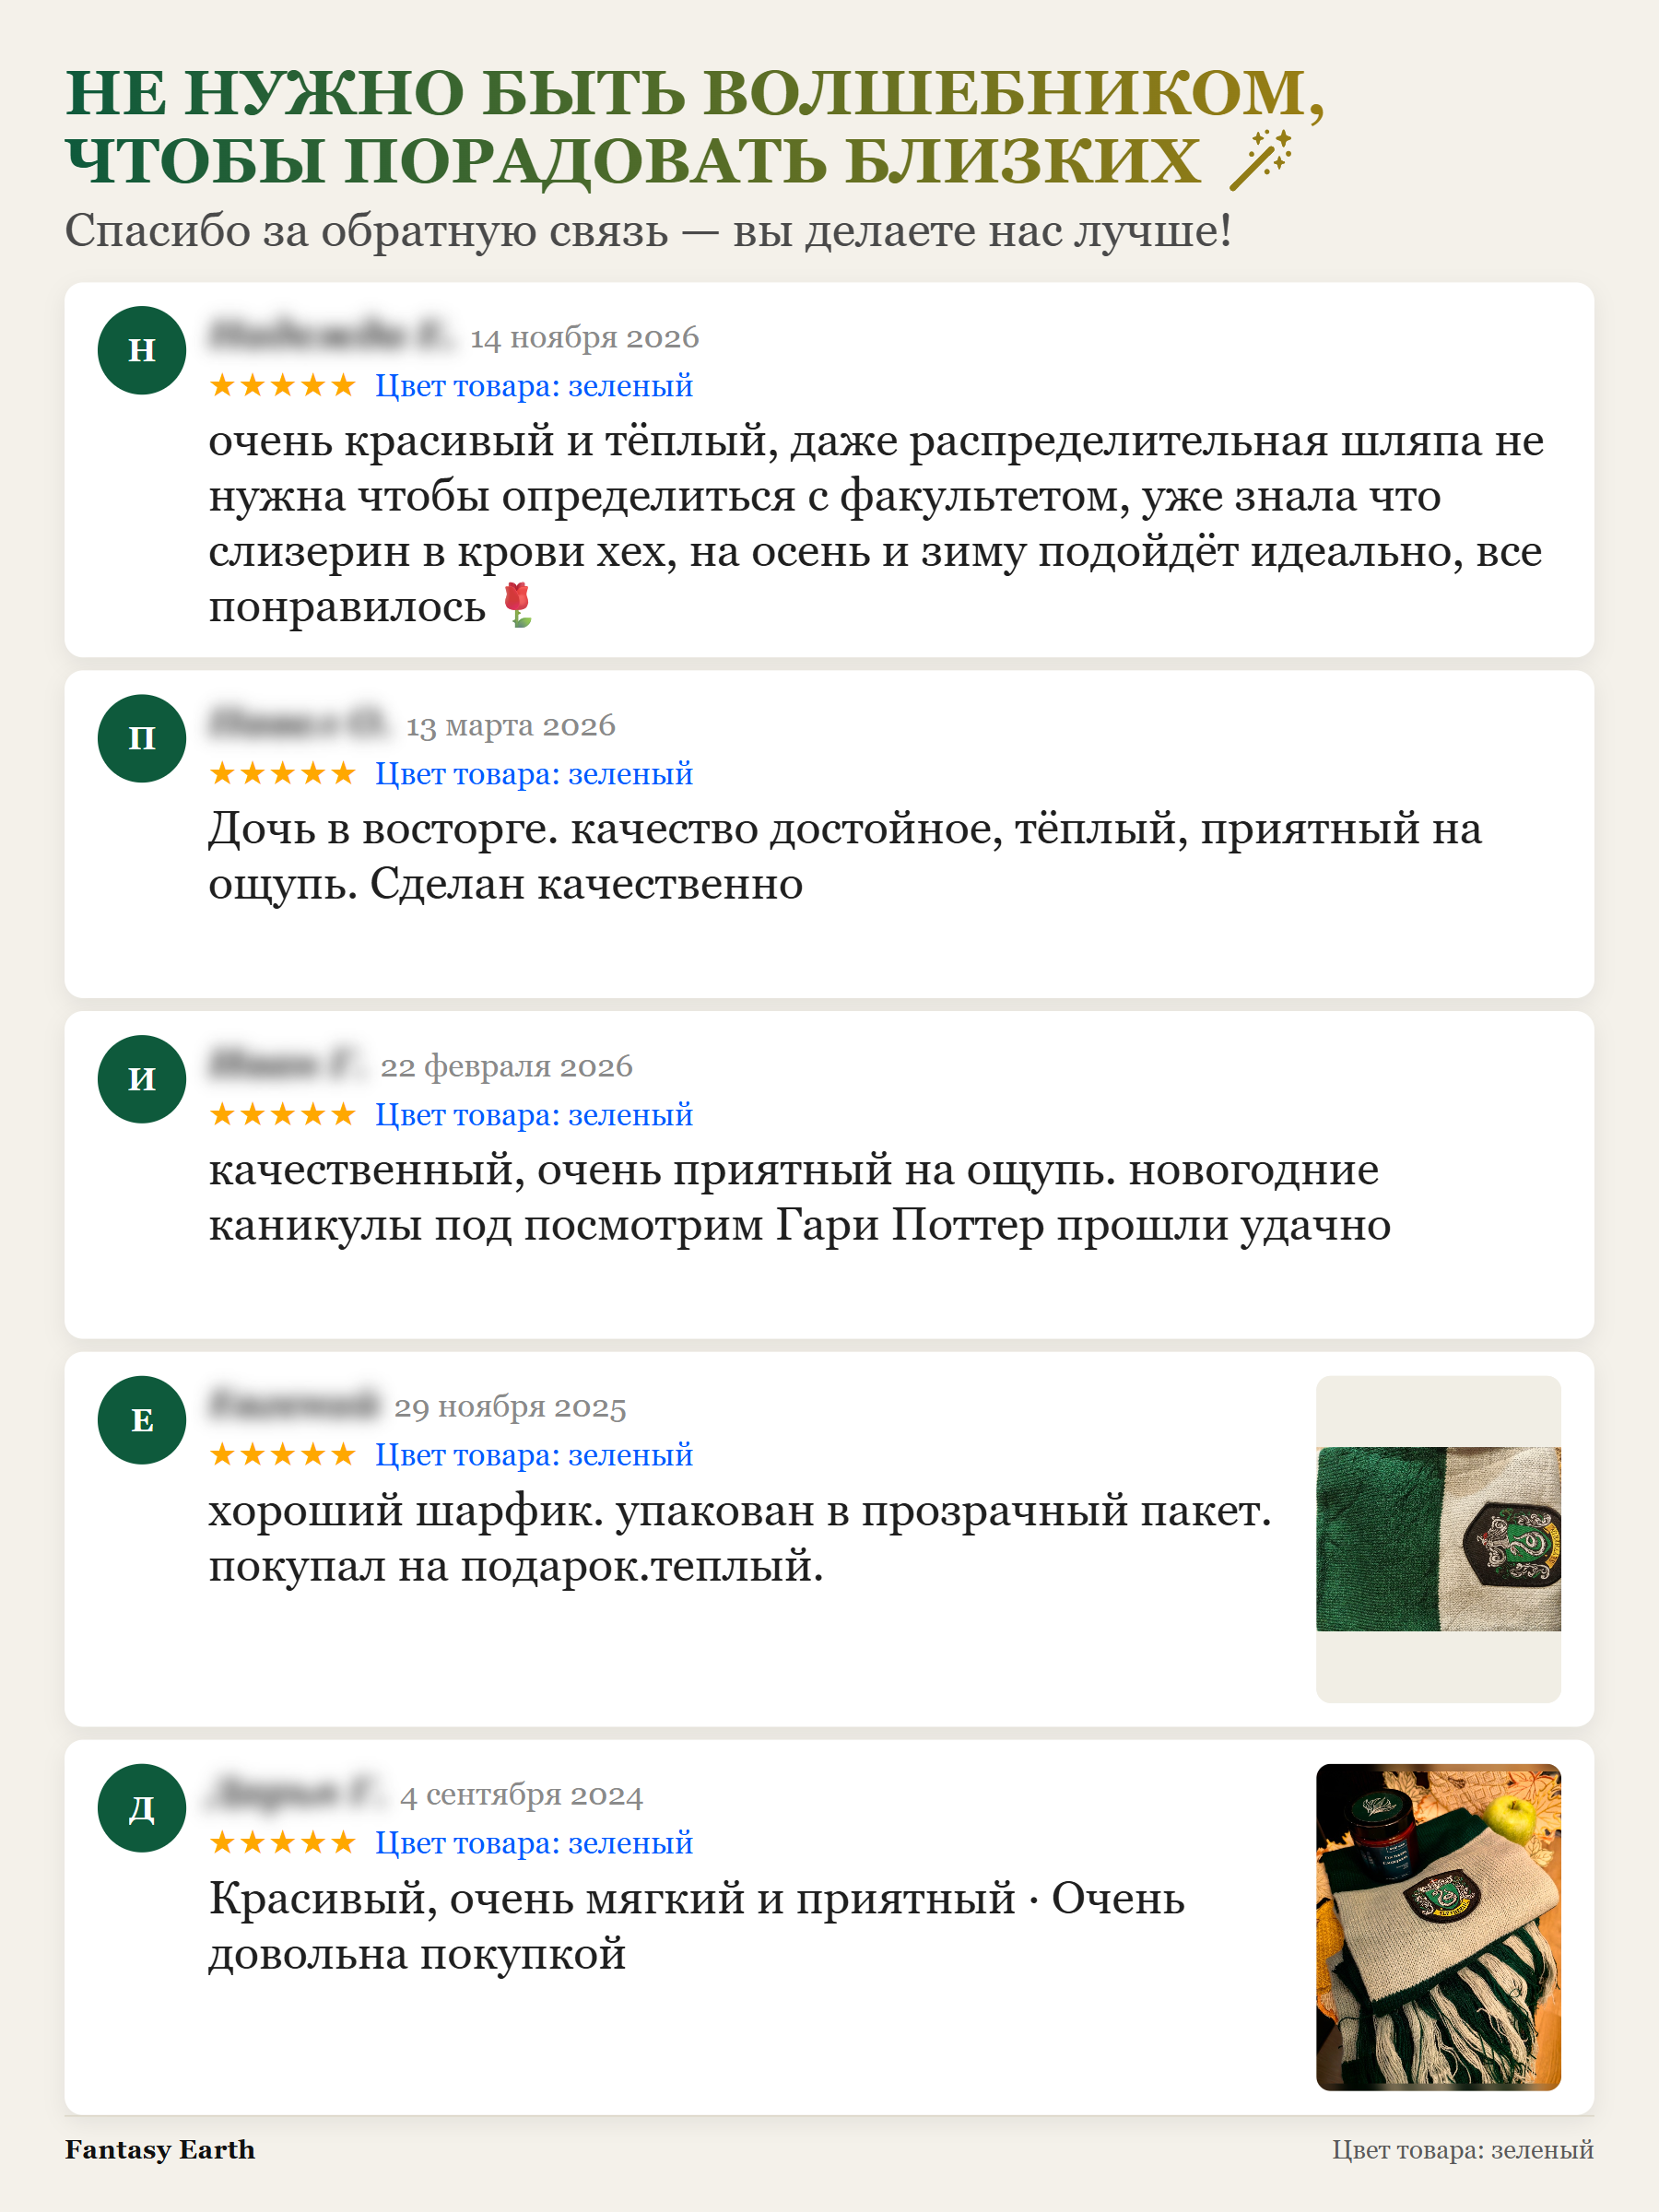 НЕ НУЖНО БЫТЬ ВОЛШЕБНИКОМ,
ЧТОБЫ ПОРАДОВАТЬ БЛИЗКИХ
Спасибо за обратную связь — вы делаете нас лучше!
Н
14 ноября 2026
★★★★★ Цвет товара: зеленый
очень красивый и тёплый, даже распределительная шляпа не
нужна чтобы определиться с факультетом, уже знала что
слизерин в крови хех, на осень и зиму подойдёт идеально, все
понравилось 🌹
П
13 марта 2026
★★★★★ Цвет товара: зеленый
Дочь в восторге. качество достойное, тёплый, приятный на
ощупь. Сделан качественно
И
22 февраля 2026
★★★★★ Цвет товара: зеленый
качественный, очень приятный на ощупь. новогодние
каникулы под посмотрим Гари Поттер прошли удачно
Е
29 ноября 2025
★★★★★ Цвет товара: зеленый
хороший шарфик. упакован в прозрачный пакет.
покупал на подарок.теплый.
Д
4 сентября 2024
★★★★★ Цвет товара: зеленый
Красивый, очень мягкий и приятный · Очень
довольна покупкой
Fantasy Earth
Цвет товара: зеленый